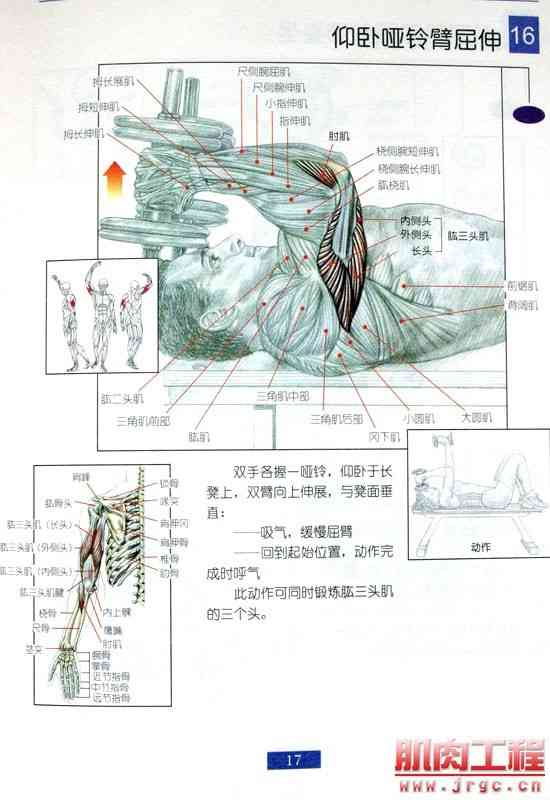 仰卧哑铃臂屈伸 16
尺侧腕屈肌
尺侧腕伸肌
小指伸肌
指伸肌
拇长展肌
拇短伸肌
拇长伸肌
肘肌
桡侧腕短伸肌
桡侧腕长伸肌
肱桡肌
内侧头
外侧头
长头
肱三头肌
前锯肌
背阔肌
肱二头肌
三角肌前部
肱肌
三角肌中部
三角肌后部
冈下肌
小圆肌
大圆肌
双手各握一哑铃，仰卧于长
凳上，双臂向上伸展，与凳面垂
直：
——吸气，缓慢屈臂
——回到起始位置，动作完
成时呼气
此动作可同时锻炼肱三头肌
的三个头。
动作
肩峰
肱骨头
肱三头肌（长头）
肱三头肌（外侧头）
肱三头肌（内侧头）
肱三头肌腱
桡骨
尺骨
茎突
锁骨
喙突
肩胛冈
肩胛骨
椎骨
肋骨
内上髁
鹰嘴
肘肌
腕骨
掌骨
近节指骨
中节指骨
远节指骨
17
肌肉工程
www.jrgc.cn